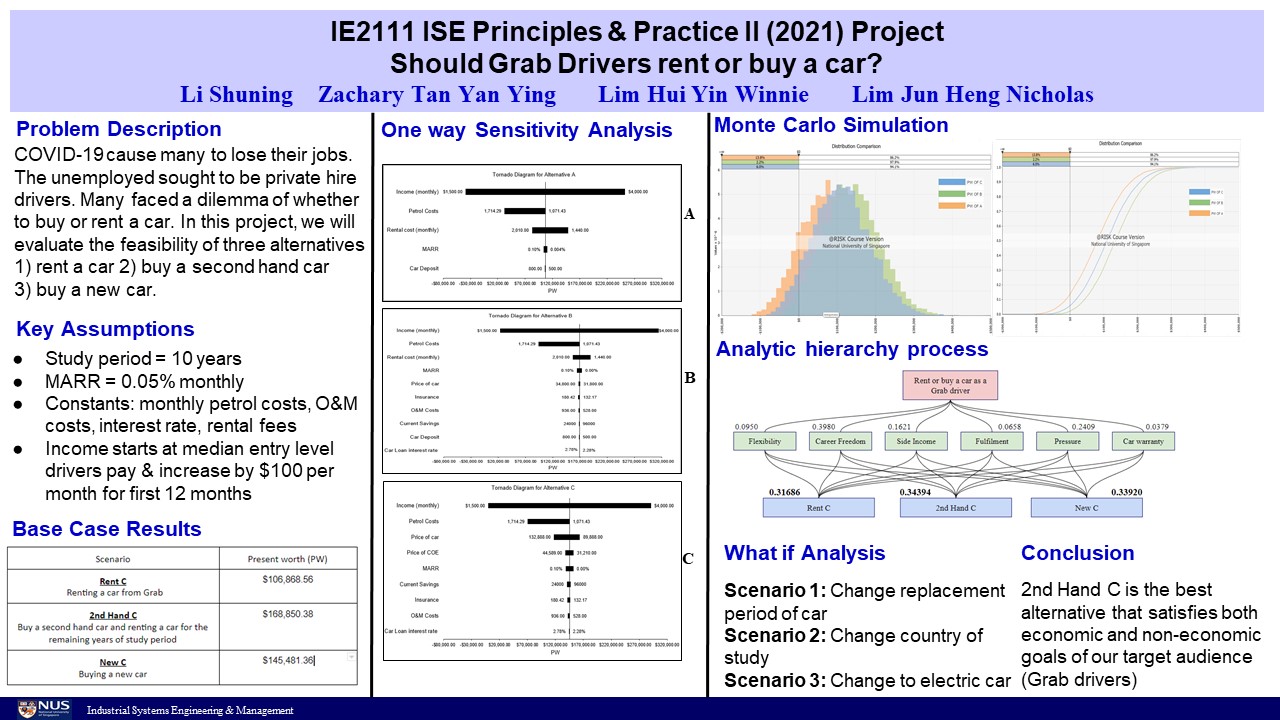 IE2111 ISE Principles & Practice II (2021) Project
Should Grab Drivers rent or buy a car?
Li Shuning Zachary Tan Yan Ying Lim Hui Yin Winnie Lim Jun Heng Nicholas
Problem Description
COVID-19 cause many to lose their jobs.
The unemployed sought to be private hire
drivers. Many faced a dilemma of whether
to buy or rent a car. In this project, we will
evaluate the feasibility of three alternatives
1) rent a car 2) buy a second hand car
3) buy a new car.
Key Assumptions
● Study period = 10 years
● MARR = 0.05% monthly
● Constants: monthly petrol costs, O&M
costs, interest rate, rental fees
● Income starts at median entry level
drivers pay & increase by $100 per
month for first 12 months
Base Case Results
Scenario Present worth (PW)
Rent C $106,868.56
Renting a car from Grab
2nd Hand C $168,850.38
Buy a second hand car and renting a car for the
remaining years of study period
New C $145,481.36
Buying a new car
One way Sensitivity Analysis
Tornado Diagram for Alternative A
Income (monthly) $1,500.00 $4,000.00
Petrol Costs 1,714.29 1,071.43
Rental cost (monthly) 2,010.00 1,440.00
MARR 0.10% 0.004%
Car Deposit 800.00 500.00
-$80,000.00 -$30,000.00 $20,000.00 $70,000.00 $120,000.00 $170,000.00 $220,000.00 $270,000.00 $320,000.00
PW
A
Tornado Diagram for Alternative B
Income (monthly) $1,500.00 $4,000.00
Petrol Costs 1,714.29 1,071.43
Rental cost (monthly) 2,010.00 1,440.00
MARR 0.10% 0.00%
Price of car 34,800.00 31,800.00
Insurance 180.42 132.17
O&M Costs 936.00 528.00
Current Savings 24000 96000
Car Deposit 800.00 500.00
Car Loan interest rate 2.78% 2.28%
-$80,000.00 -$30,000.00 $20,000.00 $70,000.00 $120,000.00 $170,000.00 $220,000.00 $270,000.00 $320,000.00
PW
B
Tornado Diagram for Alternative C
Income (monthly) $1,500.00 $4,000.00
Petrol Costs 1,714.29 1,071.43
Price of car 132,888.00 89,888.00
Price of COE 44,589.00 31,210.00
MARR 0.10% 0.00%
Current Savings 24000 96000
Insurance 180.42 132.17
O&M Costs 936.00 528.00
Car Loan interest rate 2.78% 2.28%
-$80,000.00 -$30,000.00 $20,000.00 $70,000.00 $120,000.00 $170,000.00 $220,000.00 $270,000.00 $320,000.00
PW
C
Monte Carlo Simulation
Distribution Comparison
PW OF C
PW OF B
PW OF A
@RISK Course Version
National University of Singapore
Distribution Comparison
PW OF C
PW OF B
PW OF A
@RISK Course Version
National University of Singapore
Analytic hierarchy process
Rent or buy a car as a
Grab driver
0.0950 0.3980 0.1621 0.0658 0.2409 0.0379
Flexibility Career Freedom Side Income Fulfilment Pressure Car warranty
0.31686 0.34394 0.33920
Rent C 2nd Hand C New C
What if Analysis
Scenario 1: Change replacement
period of car
Scenario 2: Change country of
study
Scenario 3: Change to electric car
Conclusion
2nd Hand C is the best
alternative that satisfies both
economic and non-economic
goals of our target audience
(Grab drivers)
NUS
National University
of Singapore
Industrial Systems Engineering & Management